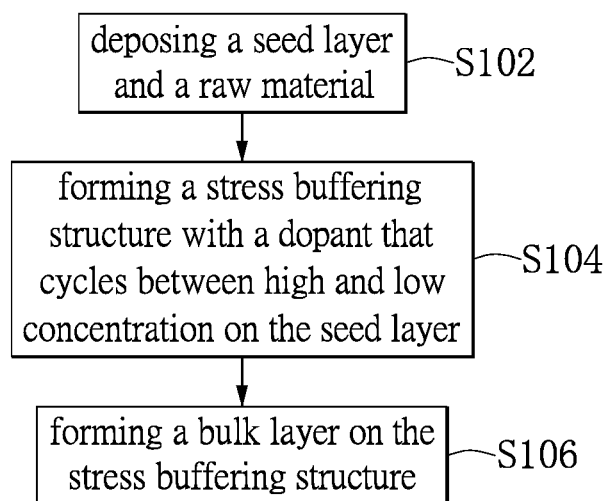 deposing a seed layer
and a raw material
S102
forming a stress buffering
structure with a dopant that
cycles between high and low
concentration on the seed layer
S104
forming a bulk layer on the
stress buffering structure
S106